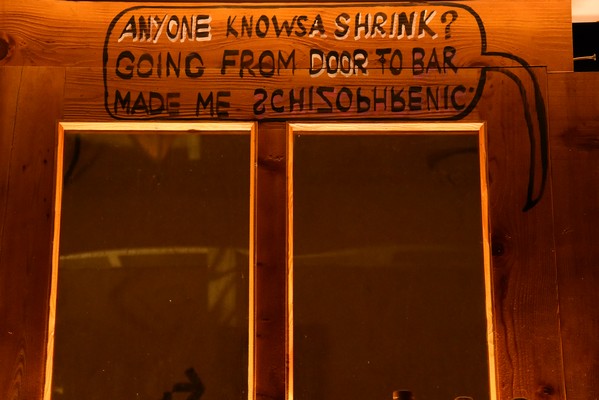 ANYONE KNOWSA SHRINK?
GOING FROM DOOR TO BAR
MADE ME SCHIZOPHRENIC